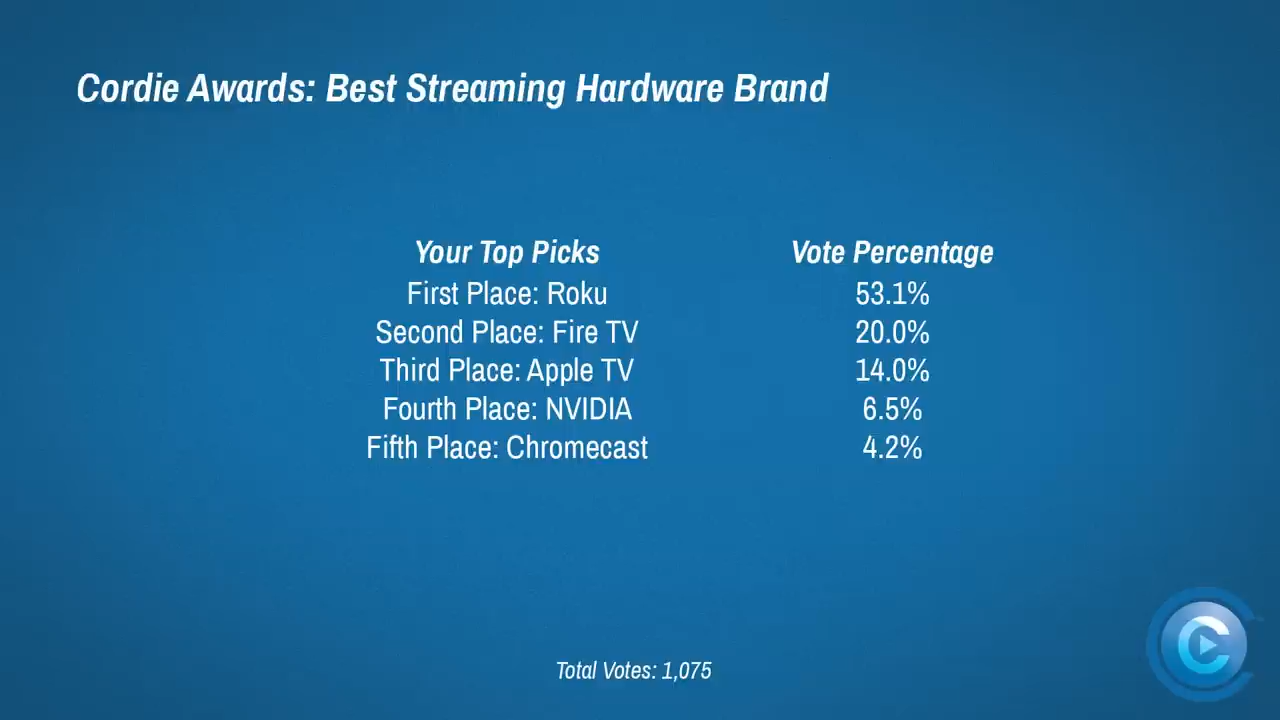 Cordie Awards: Best Streaming Hardware Brand
Your Top Picks Vote Percentage
First Place: Roku 53.1%
Second Place: Fire TV 20.0%
Third Place: Apple TV 14.0%
Fourth Place: NVIDIA 6.5%
Fifth Place: Chromecast 4.2%
Total Votes: 1,075